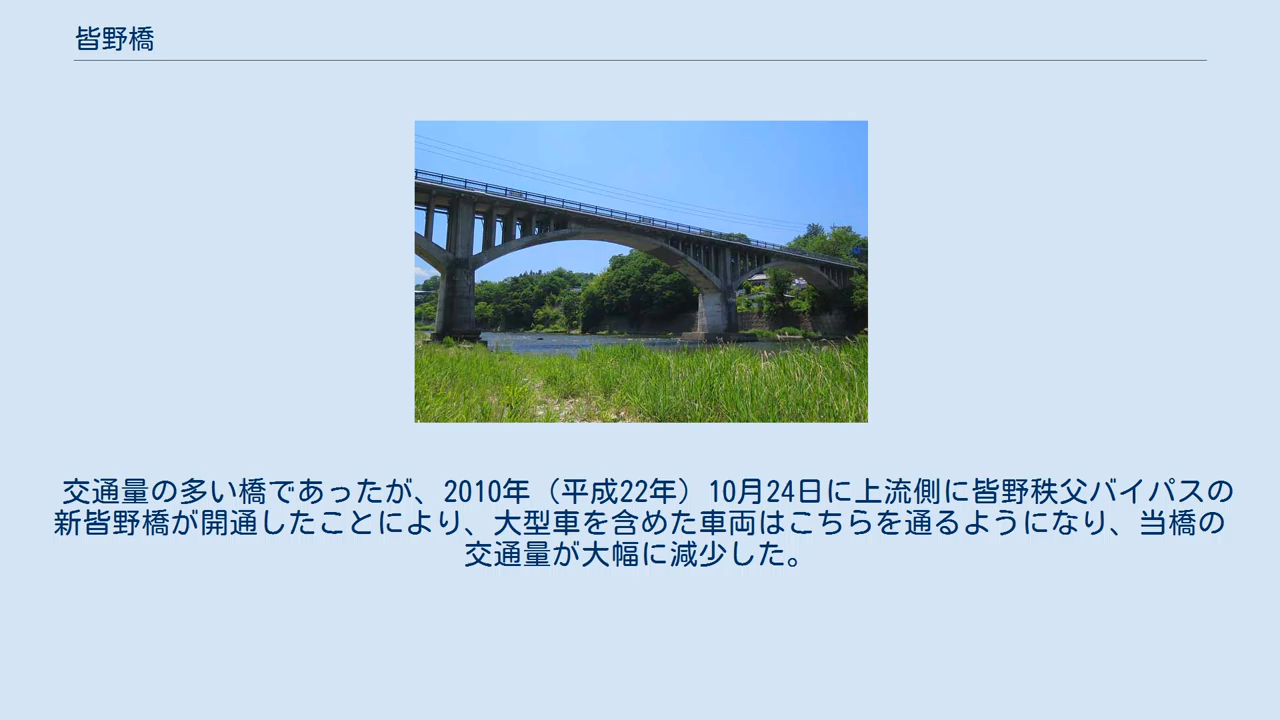 皆野橋
交通量の多い橋であったが、2010年（平成22年）10月24日に上流側に皆野秩父バイパスの
新皆野橋が開通したことにより、大型車を含めた車両はこちらを通るようになり、当橋の
交通量が大幅に減少した。